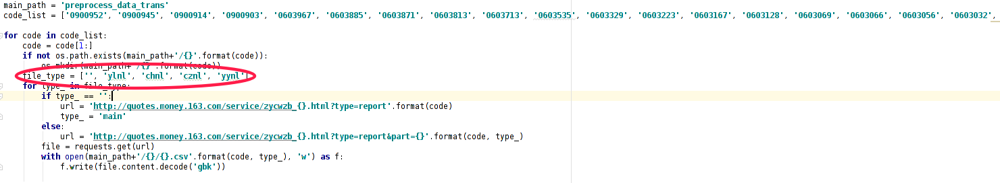 main_path = 'preprocess_data_trans'
code_list = ['0900952', '0900945', '0900914', '0900903', '0603967', '0603885', '0603871', '0603813', '0603713', '0603535', '0603329', '0603223', '0603167', '0603128', '0603069', '0603066', '0603056', '0603032',
for code in code_list:
    code = code[1:]
    if not os.path.exists(main_path+'/{}'.format(code)):
        os.mkdir(main_path+'/{}'.format(code))
    file_type = ['', 'ylnl', 'chnl', 'cznl', 'yynl']
    for type_ in file_type:
        if type_ == '':
            url = 'http://quotes.money.163.com/service/zycwzb_{}.html?type=report'.format(code)
            type_ = 'main'
        else:
            url = 'http://quotes.money.163.com/service/zycwzb_{}.html?type=report&part={}'.format(code, type_)
        file = requests.get(url)
        with open(main_path+'/{}/{}.csv'.format(code, type_), 'w') as f:
            f.write(file.content.decode('gbk'))